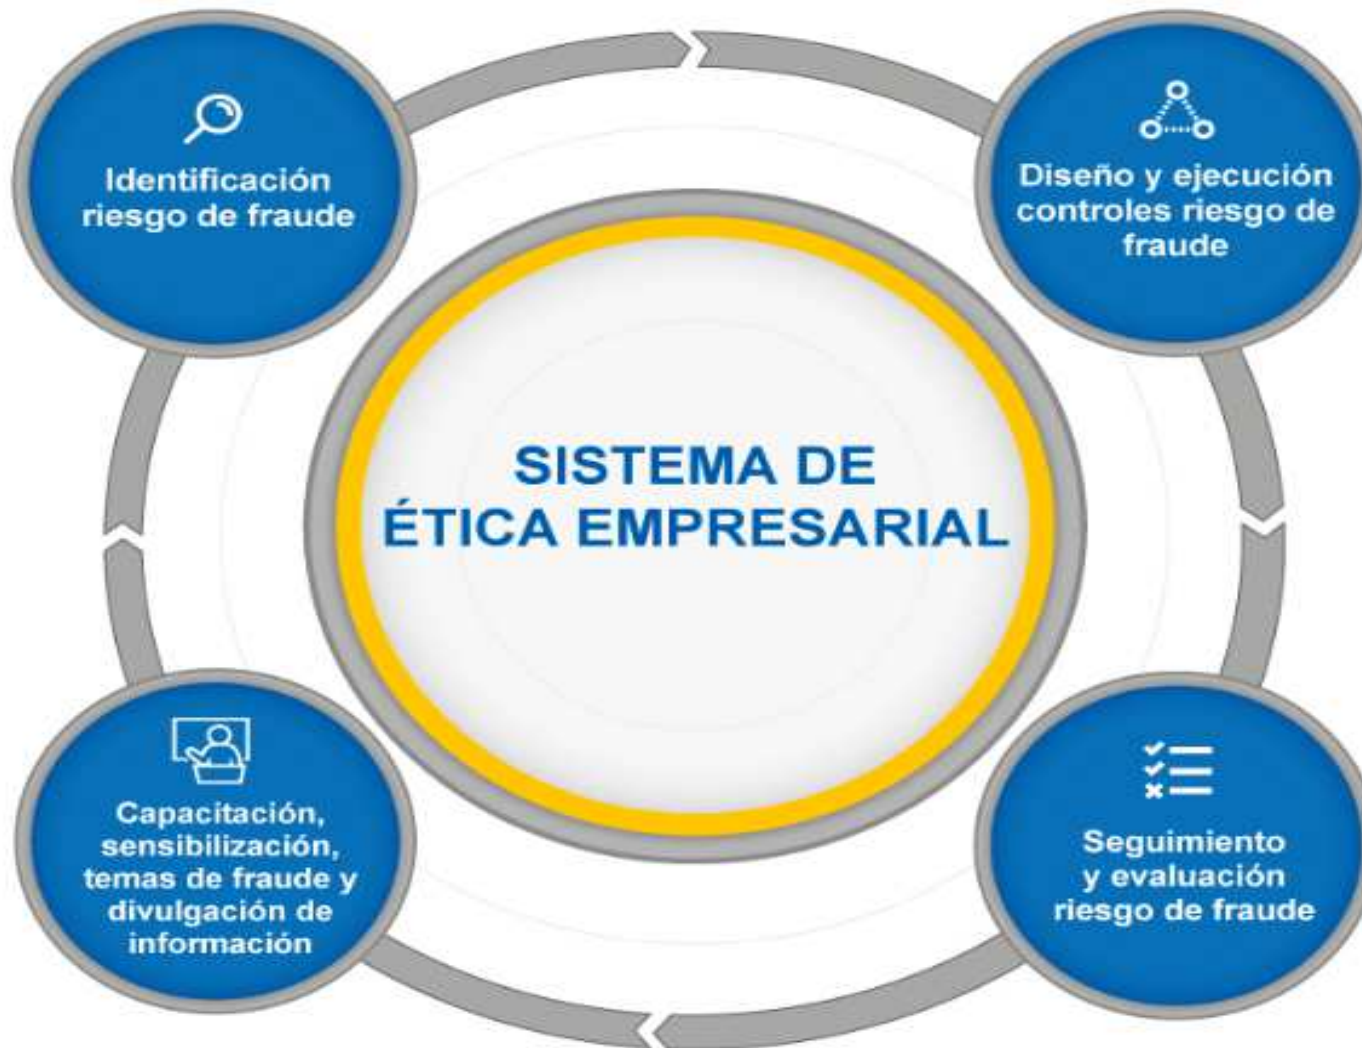 Identificación
riesgo de fraude
Diseño y ejecución
controles riesgo de
fraude
SISTEMA DE
ÉTICA EMPRESARIAL
Capacitación,
sensibilización,
temas de fraude y
divulgación de
información
Seguimiento
y evaluación
riesgo de fraude